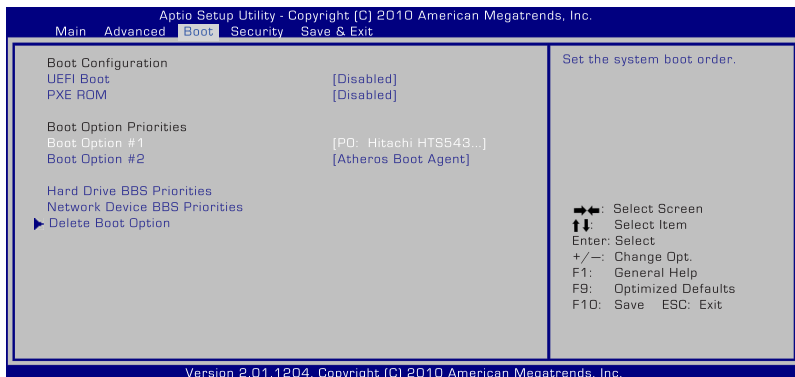 Aptio Setup Utility - Copyright (C) 2010 American Megatrends, Inc.
Main Advanced Boot Security Save & Exit
Boot Configuration
UEFI Boot [Disabled]
PXE ROM [Disabled]
Boot Option Priorities
Boot Option #1 [P0: Hitachi HTS543...]
Boot Option #2 [Atheros Boot Agent]
Hard Drive BBS Priorities
Network Device BBS Priorities
Delete Boot Option
Set the system boot order.
→←: Select Screen
↑↓: Select Item
Enter: Select
+/—: Change Opt.
F1: General Help
F9: Optimized Defaults
F10: Save ESC: Exit
Version 2.01.1204. Copyright (C) 2010 American Megatrends, Inc.